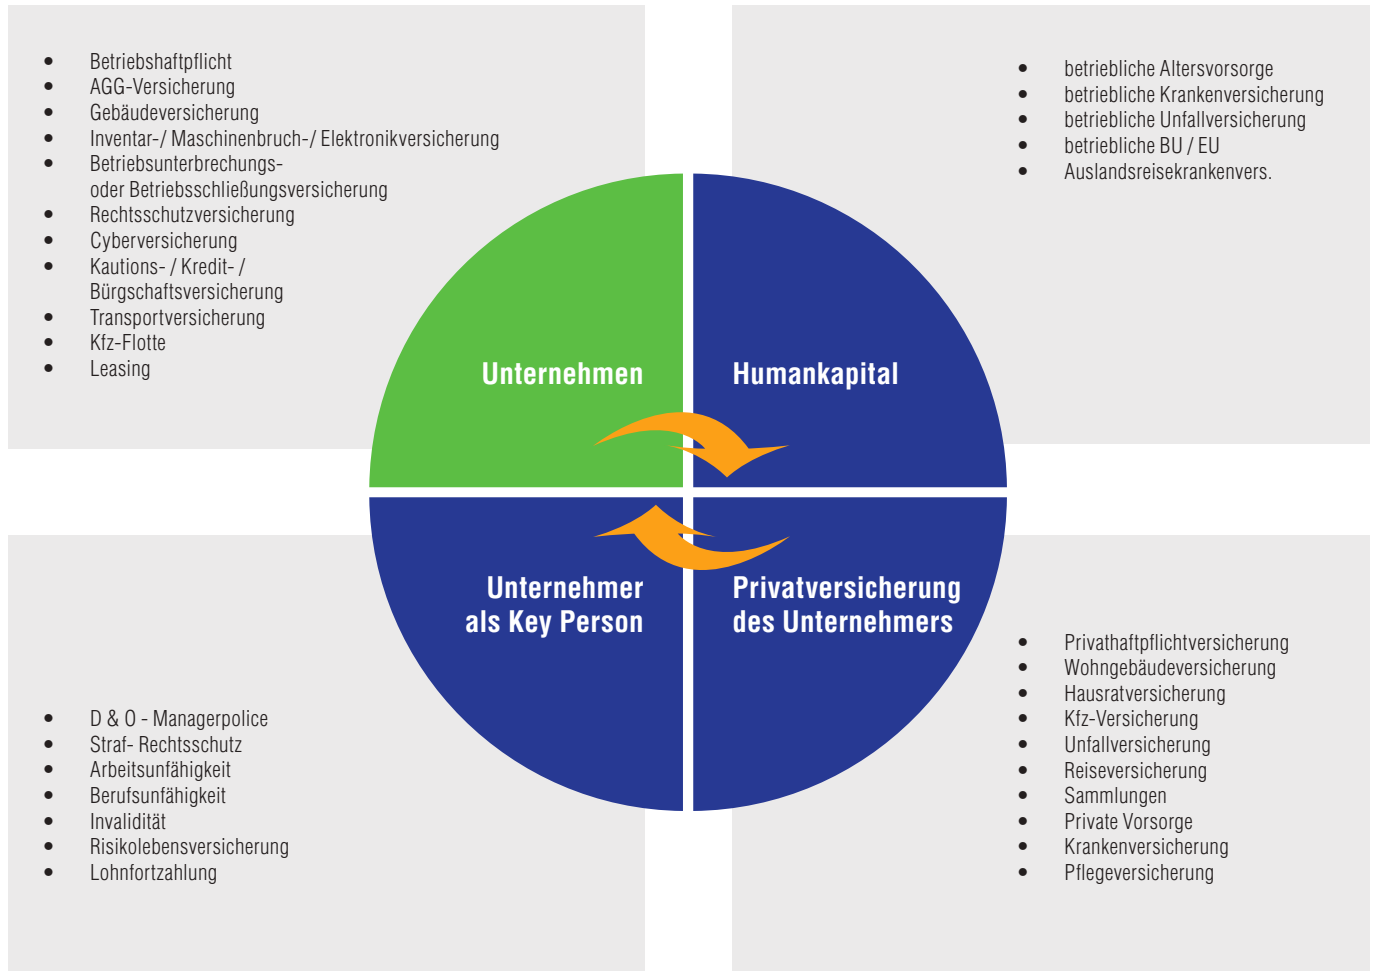 • Betriebshaftpflicht
• AGG-Versicherung
• Gebäudeversicherung
• Inventar-/ Maschinenbruch-/ Elektronikversicherung
• Betriebsunterbrechungs-
oder Betriebsschließungsversicherung
• Rechtsschutzversicherung
• Cyberversicherung
• Kautions- / Kredit- /
Bürgschaftsversicherung
• Transportversicherung
• Kfz-Flotte
• Leasing
• betriebliche Altersvorsorge
• betriebliche Krankenversicherung
• betriebliche Unfallversicherung
• betriebliche BU / EU
• Auslandsreisekrankenvers.
Unternehmen
Humankapital
Unternehmer
als Key Person
Privatversicherung
des Unternehmers
• D & O - Managerpolice
• Straf- Rechtsschutz
• Arbeitsunfähigkeit
• Berufsunfähigkeit
• Invalidität
• Risikolebensversicherung
• Lohnfortzahlung
• Privathaftpflichtversicherung
• Wohngebäudeversicherung
• Hausratversicherung
• Kfz-Versicherung
• Unfallversicherung
• Reiseversicherung
• Sammlungen
• Private Vorsorge
• Krankenversicherung
• Pflegeversicherung